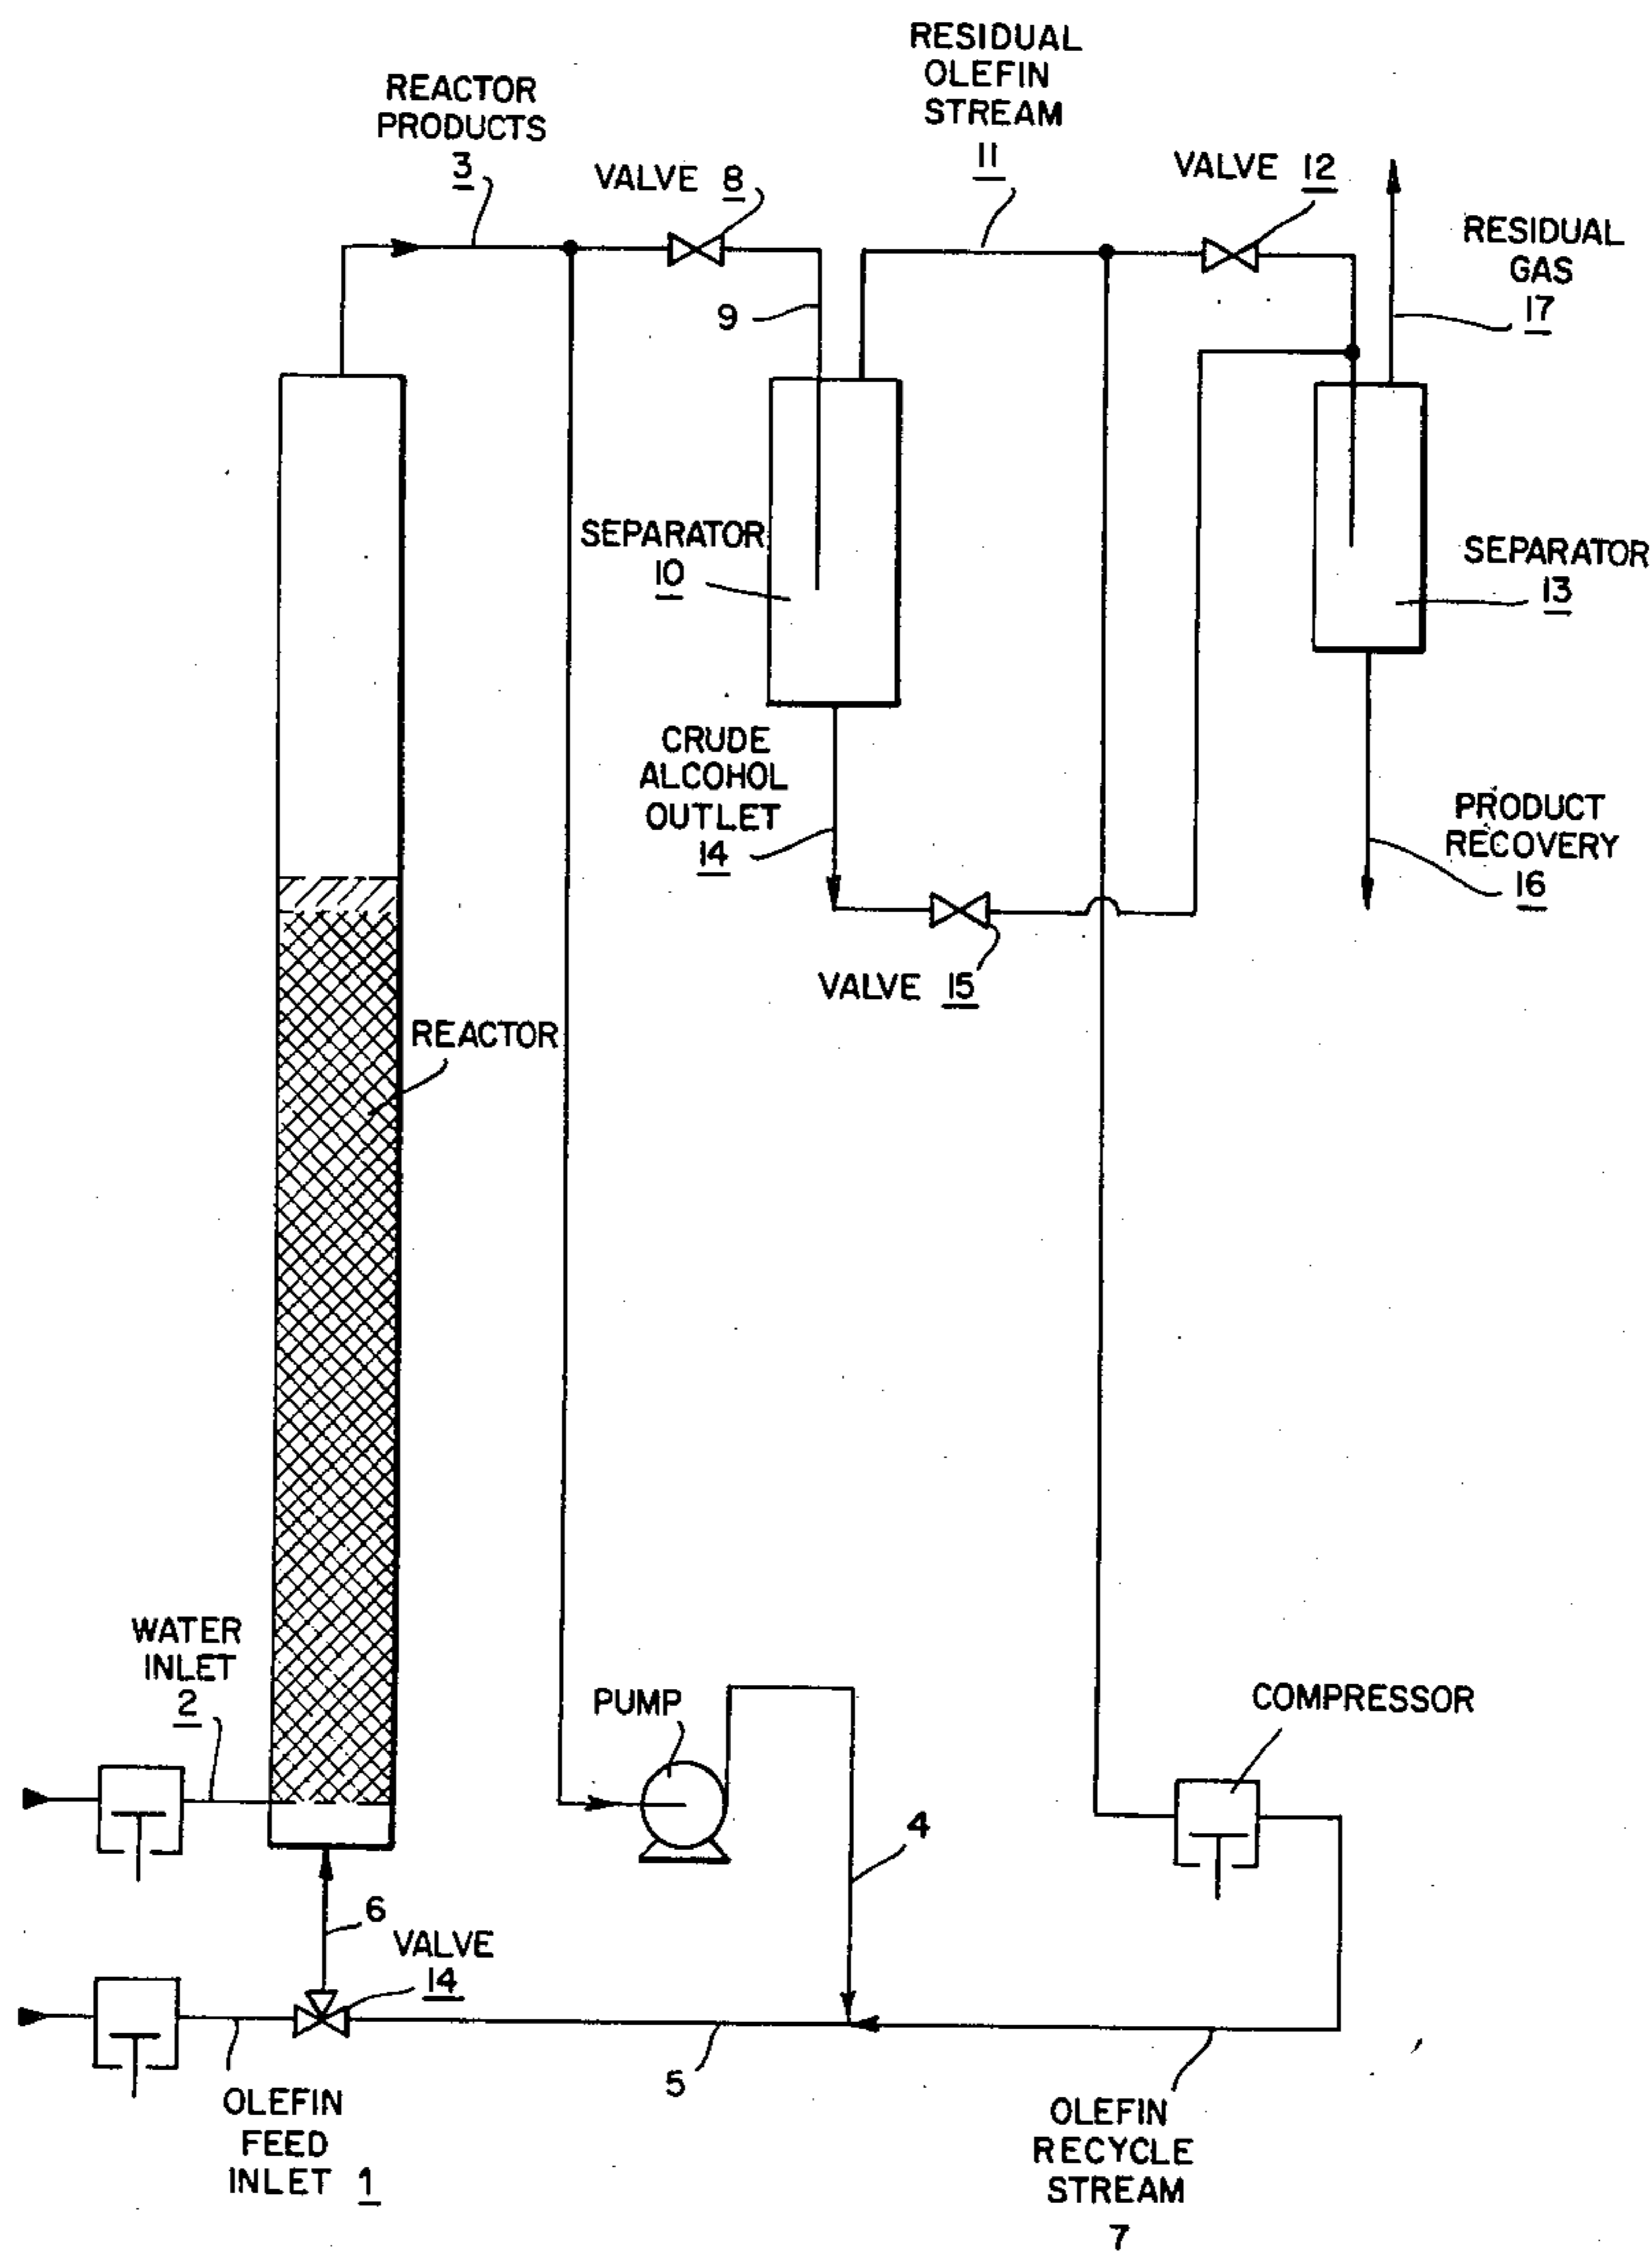 RESIDUAL
OLEFIN
STREAM
11
REACTOR
PRODUCTS
3
VALVE 8
VALVE 12
RESIDUAL
GAS
17
9
SEPARATOR
10
SEPARATOR
13
CRUDE
ALCOHOL
OUTLET
14
PRODUCT
RECOVERY
16
VALVE 15
REACTOR
WATER
INLET
2
PUMP
COMPRESSOR
4
6
VALVE
14
5
OLEFIN
FEED
INLET 1
OLEFIN
RECYCLE
STREAM
7